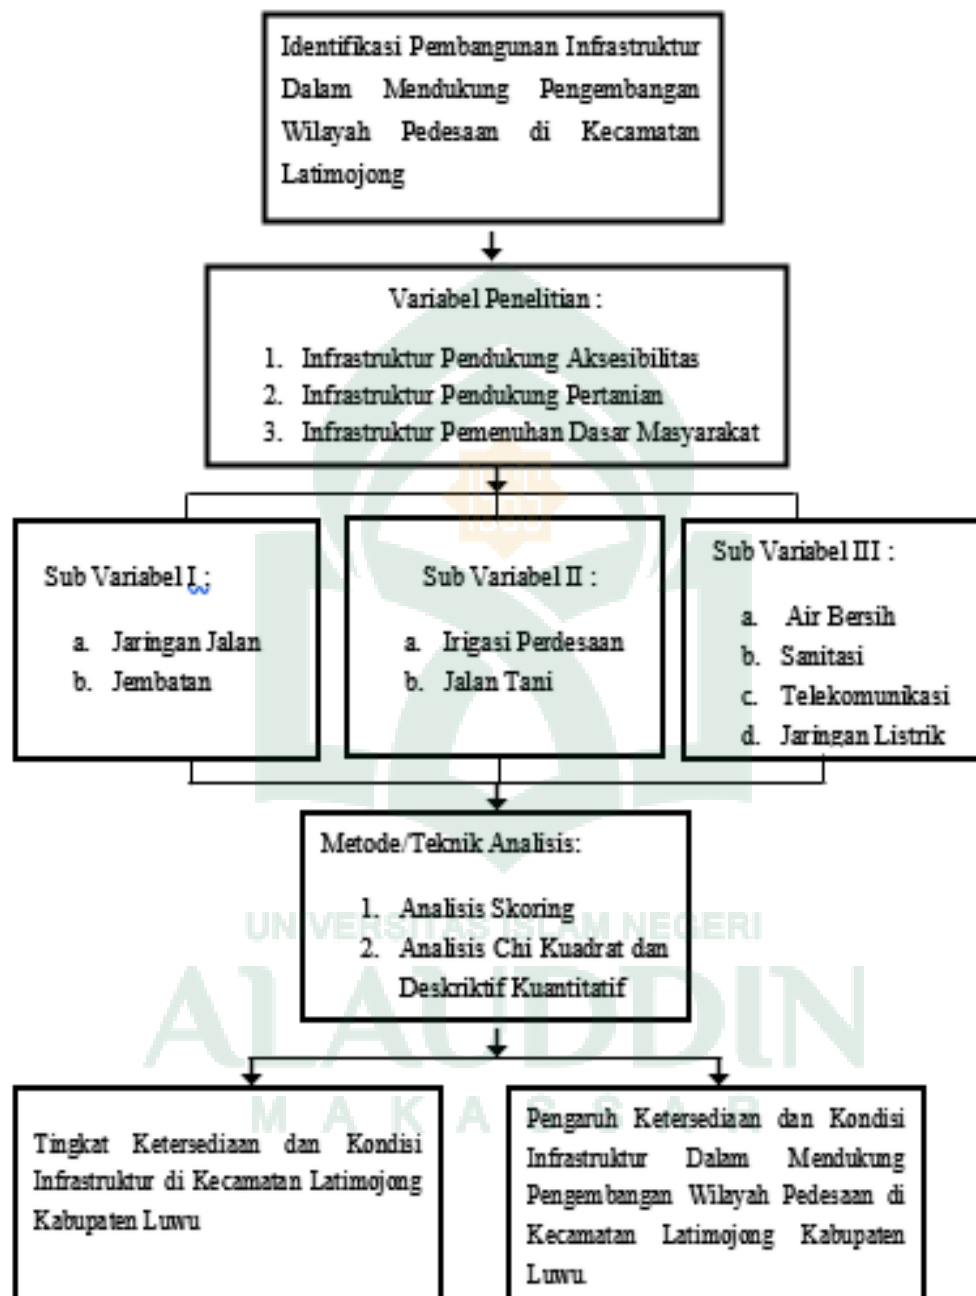 Identifikasi Pembangunan Infrastruktur
Dalam Mendukung Pengembangan
Wilayah Pedesaan di Kecamatan
Latimojong
Variabel Penelitian :
1. Infrastruktur Pendukung Aksesibilitas
2. Infrastruktur Pendukung Pertanian
3. Infrastruktur Pemenuhan Dasar Masyarakat
Sub Variabel I :
a. Jaringan Jalan
b. Jembatan
Sub Variabel II :
a. Irigasi Perdesaan
b. Jalan Tani
Sub Variabel III :
a. Air Bersih
b. Sanitasi
c. Telekomunikasi
d. Jaringan Listrik
Metode/Teknik Analisis:
1. Analisis Skoring
2. Analisis Chi Kuadrat dan
Deskriktif Kuantitatif
UNIVERSITAS ISLAM NEGERI
ALAUDDIN
MAKASSAR
Tingkat Ketersediaan dan Kondisi
Infrastruktur di Kecamatan Latimojong
Kabupaten Luwu
Pengaruh Ketersediaan dan Kondisi
Infrastruktur Dalam Mendukung
Pengembangan Wilayah Pedesaan di
Kecamatan Latimojong Kabupaten
Luwu.